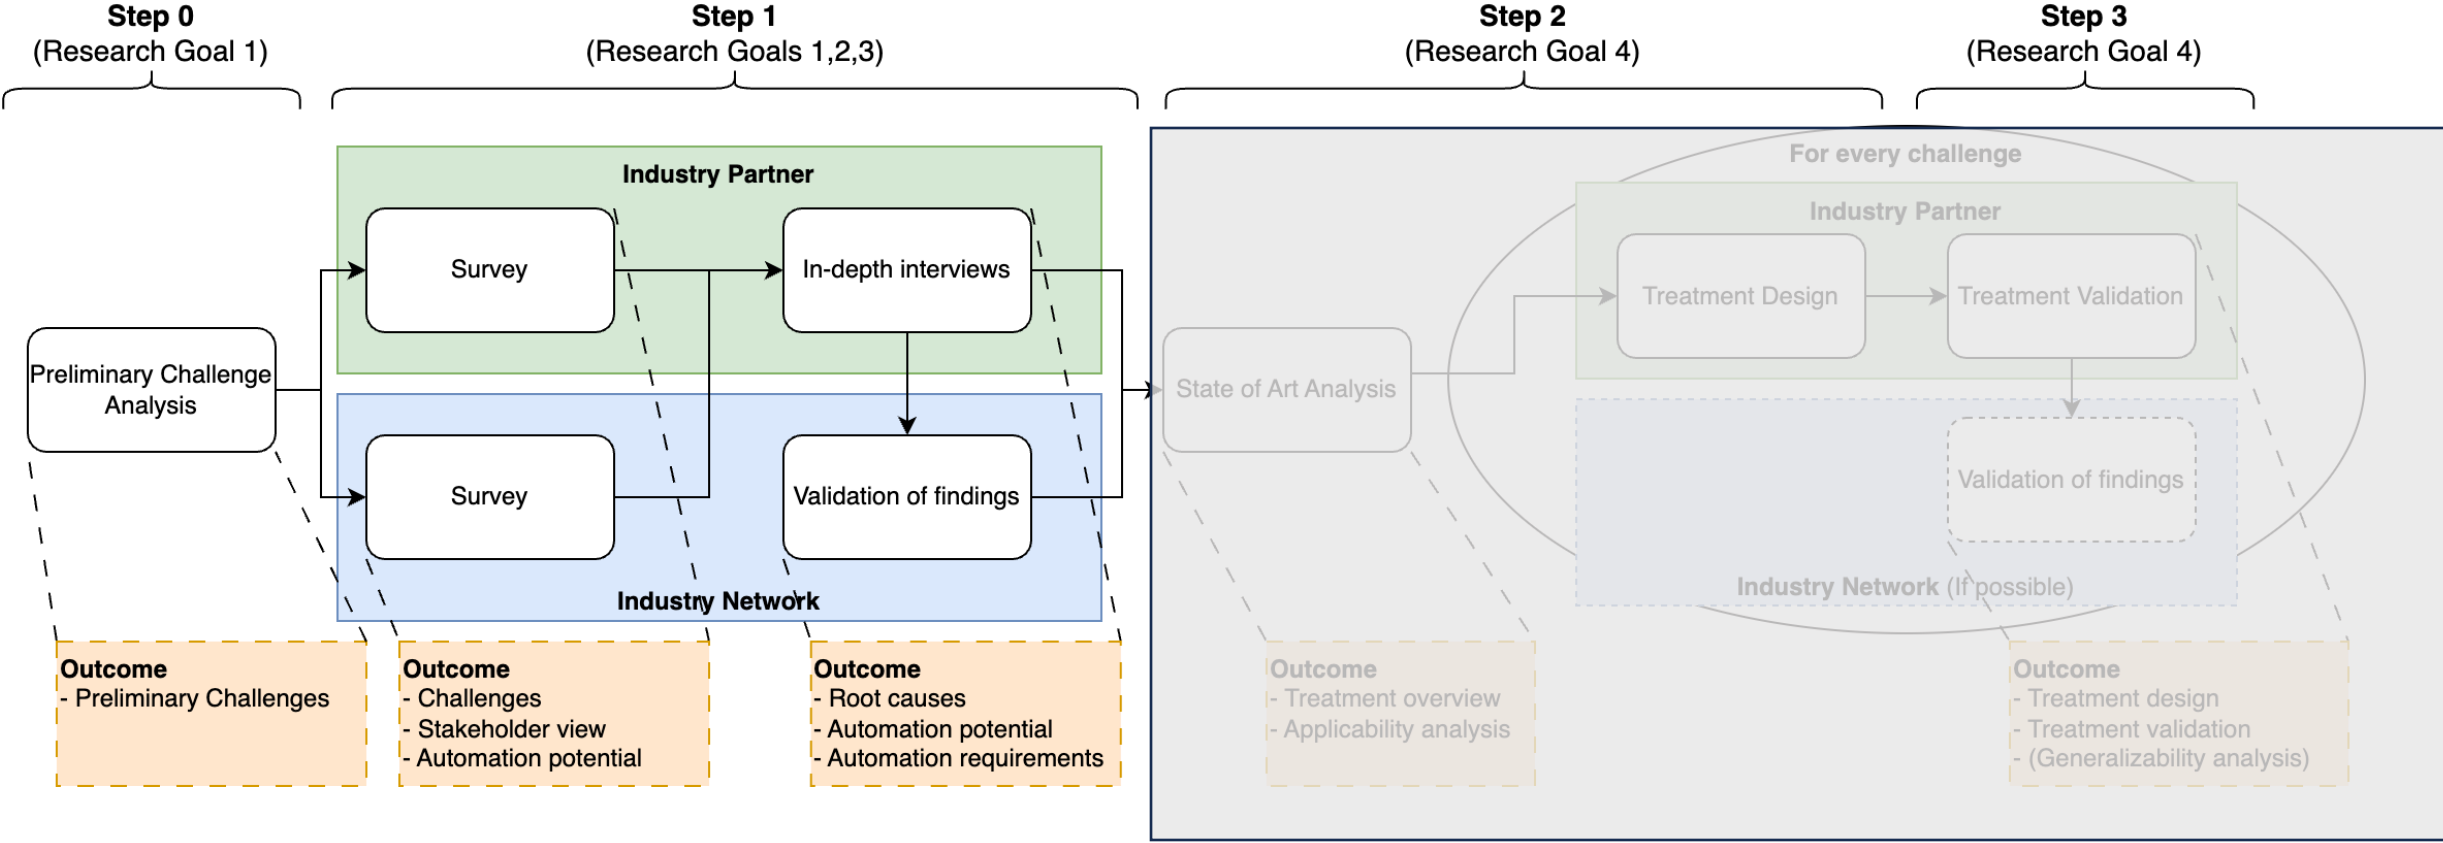 Step 0
(Research Goal 1)
Step 1
(Research Goals 1,2,3)
Step 2
(Research Goal 4)
Step 3
(Research Goal 4)
Industry Partner
Survey
In-depth interviews
Preliminary Challenge
Analysis
Survey
Validation of findings
Industry Network
Outcome
- Preliminary Challenges
Outcome
- Challenges
- Stakeholder view
- Automation potential
Outcome
- Root causes
- Automation potential
- Automation requirements
For every challenge
Industry Partner
Treatment Design
Treatment Validation
State of Art Analysis
Validation of findings
Industry Network (If possible)
Outcome
- Treatment overview
- Applicability analysis
Outcome
- Treatment design
- Treatment validation
- (Generalizability analysis)